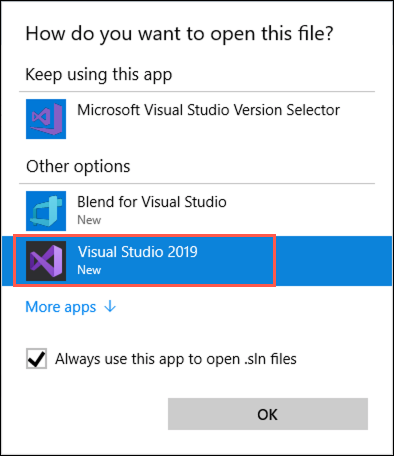 How do you want to open this file?
Keep using this app
Microsoft Visual Studio Version Selector
Other options
Blend for Visual Studio
New
Visual Studio 2019
New
More apps ↓
Always use this app to open .sln files
OK